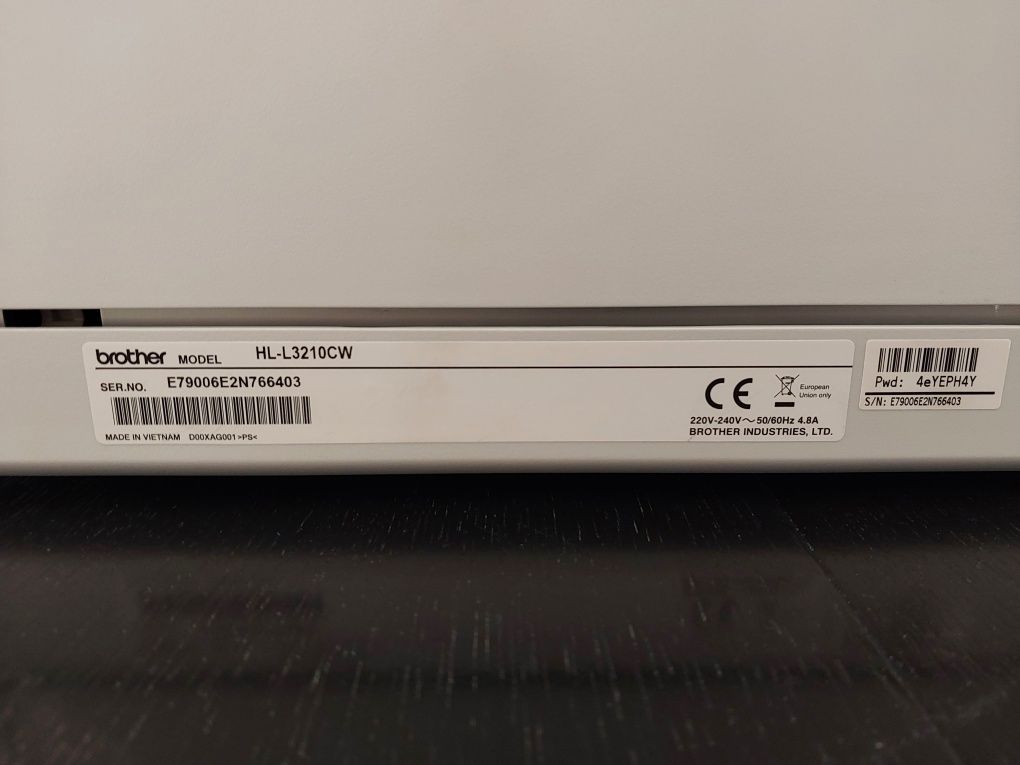 brother MODEL HL-L3210CW
SER.NO. E79006E2N766403
MADE IN VIETNAM D00XAG001 >PS<
CE
European
Union only
220V-240V～50/60Hz 4.8A
BROTHER INDUSTRIES, LTD.
Pwd: 4eYEPH4Y
S/N: E79006E2N766403